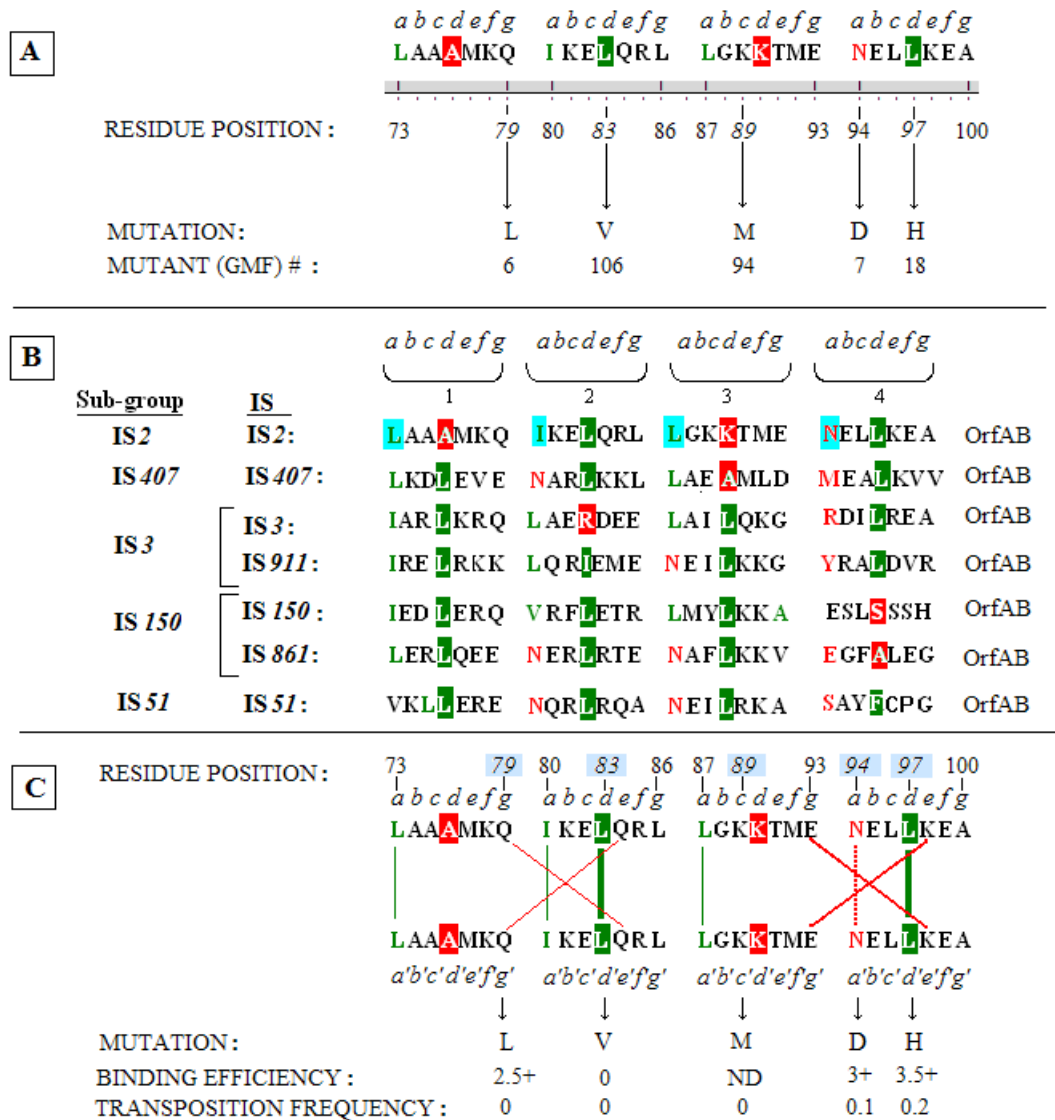 A
a b c d e f g a b c d e f g a b c d e f g a b c d e f g
LAAAMKQ IKELQRL LGKKTME NELLKEA
RESIDUE POSITION : 73 79 80 83 86 87 89 93 94 97 100
MUTATION: L V M D H
MUTANT (GMF) # : 6 106 94 7 18
B
a b c d e f g abcdefg a b c d e f g abcdefg
1 2 3 4
Sub-group IS
IS2 IS2: LAAAMKQ IKELQRL LGKKTME NELLKEA OrfAB
IS407 IS407: LKDLEVE NARLKKL LAEAMLD MEALKVV OrfAB
IS3 IS3: IARLKRQ LAERDEE LAILQKG RDILREA OrfAB
IS911: IRELRKK LQRIEME NEILKKG YRALDVR OrfAB
IS150 IS150: IEDLERQ VRFLETR LMYLKKA ESLSSSH OrfAB
IS861: LERLQEE NERLRTE NAFLKKV EGFALEG OrfAB
IS51 IS51: VKLLERE NQRLRQA NEILRKA SAYFCPG OrfAB
C
RESIDUE POSITION : 73 79 80 83 86 87 89 93 94 97 100
a b c d e f g a b c d e f g a b c d e f g a b c d e f g
LAAAMKQ IKELQRL LGKKTME NELLKEA
LAAAMKQ IKELQRL LGKKTME NELLKEA
a'b'c'd'e'f'g' a'b'c'd'e'f'g' a'b'c'd'e'f'g' a'b'c'd'e'f'g'
MUTATION : L V M D H
BINDING EFFICIENCY : 2.5+ 0 ND 3+ 3.5+
TRANSPOSITION FREQUENCY : 0 0 0 0.1 0.2